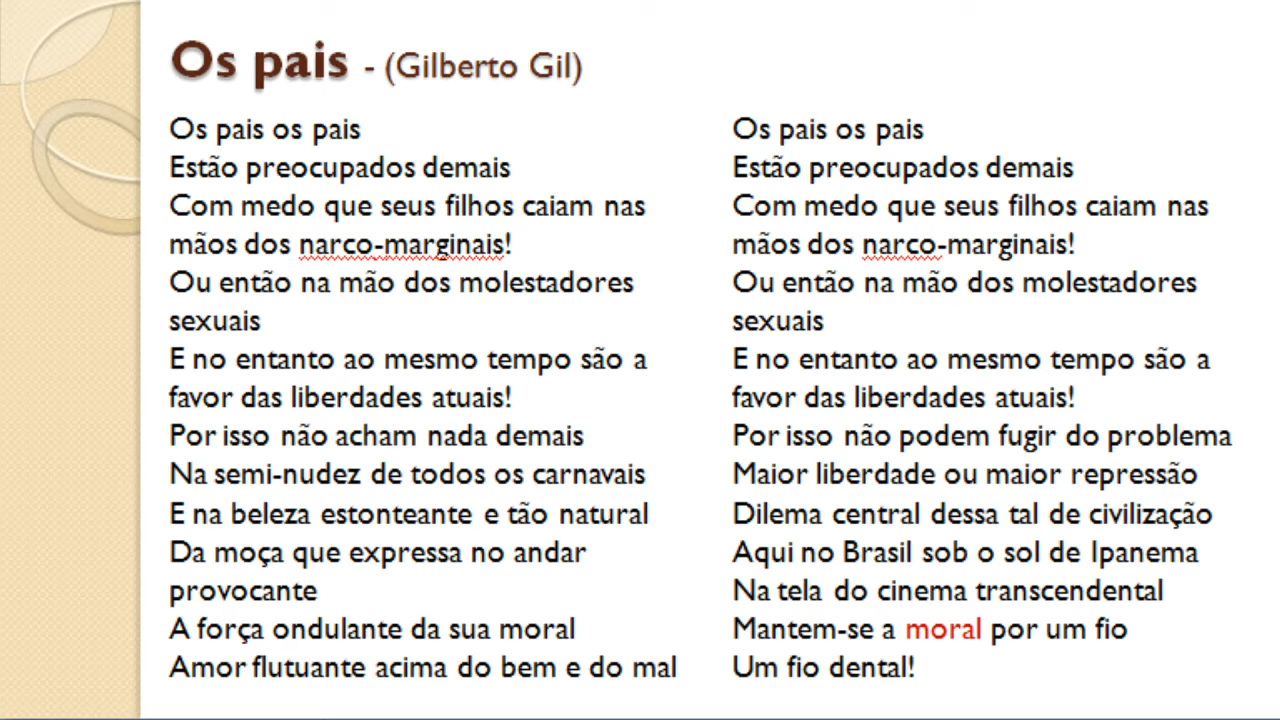 Os pais - (Gilberto Gil)
Os pais os pais
Estão preocupados demais
Com medo que seus filhos caiam nas
mãos dos narco-marginais!
Ou então na mão dos molestadores
sexuais
E no entanto ao mesmo tempo são a
favor das liberdades atuais!
Por isso não acham nada demais
Na semi-nudez de todos os carnavais
E na beleza estonteante e tão natural
Da moça que expressa no andar
provocante
A força ondulante da sua moral
Amor flutuante acima do bem e do mal
Os pais os pais
Estão preocupados demais
Com medo que seus filhos caiam nas
mãos dos narco-marginais!
Ou então na mão dos molestadores
sexuais
E no entanto ao mesmo tempo são a
favor das liberdades atuais!
Por isso não podem fugir do problema
Maior liberdade ou maior repressão
Dilema central dessa tal de civilização
Aqui no Brasil sob o sol de Ipanema
Na tela do cinema transcendental
Mantem-se a moral por um fio
Um fio dental!